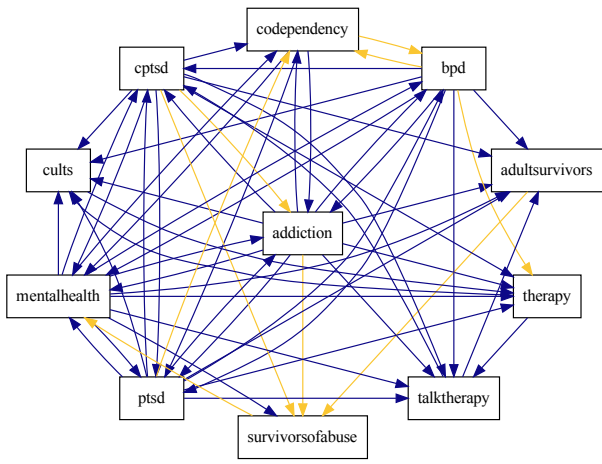 codependency
cptsd
bpd
cults
adultsurvivors
addiction
mentalhealth
therapy
ptsd
talktherapy
survivorsofabuse